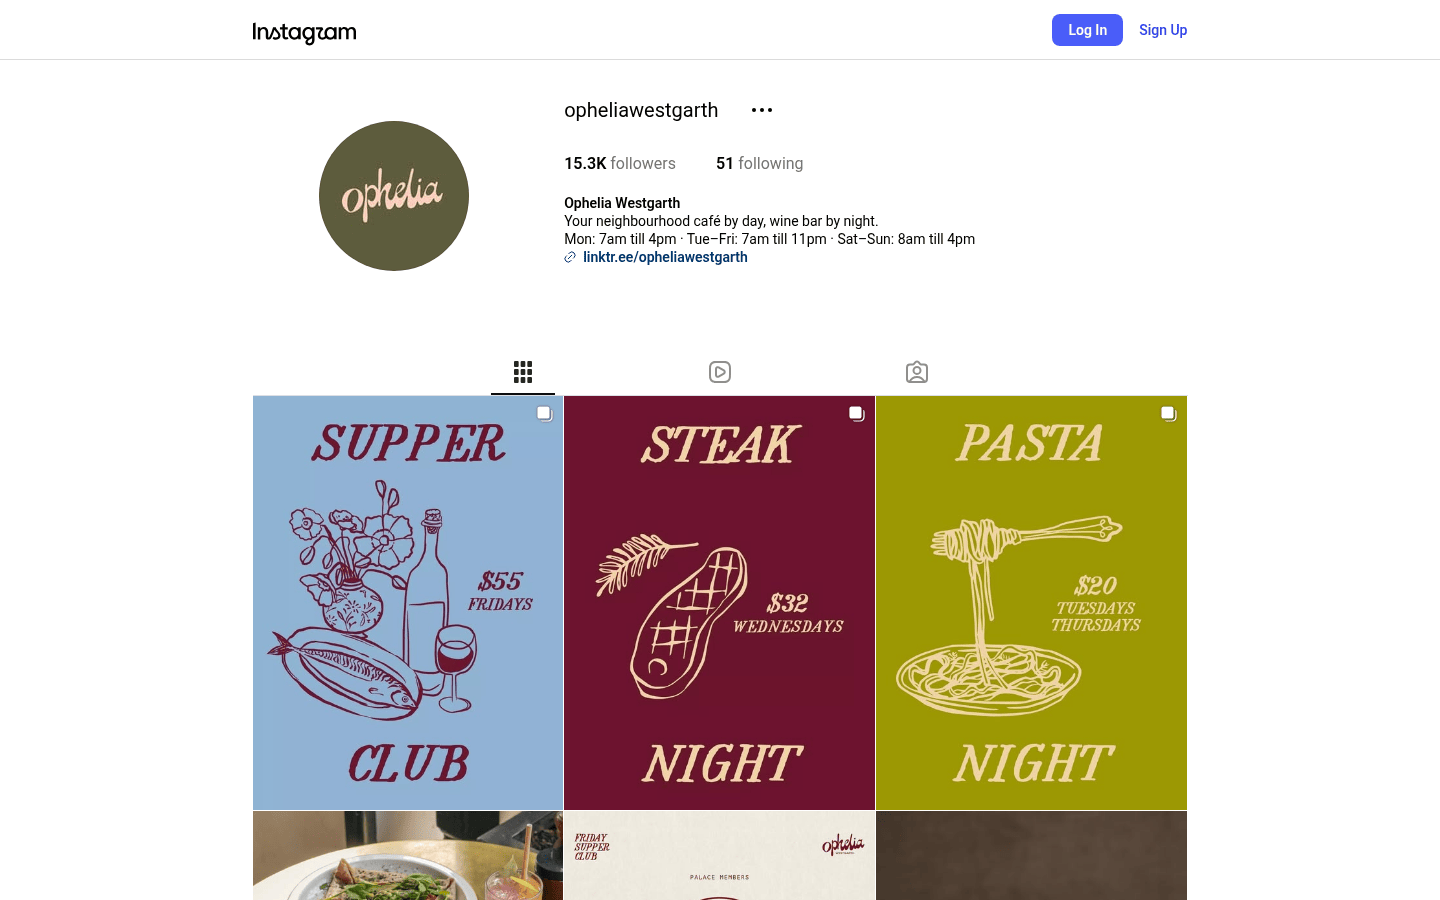 Instagram
Log In
Sign Up
opheliawestgarth
ophelia
15.3K followers
51 following
Ophelia Westgarth
Your neighbourhood café by day, wine bar by night.
Mon: 7am till 4pm · Tue–Fri: 7am till 11pm · Sat–Sun: 8am till 4pm
linktr.ee/opheliawestgarth
SUPPER
$55
FRIDAYS
CLUB
STEAK
$32
WEDNESDAYS
NIGHT
PASTA
$20
TUESDAYS
THURSDAYS
NIGHT
FRIDAY
SUPPER
CLUB
ophelia
WESTGARTH
PALACE MEMBERS